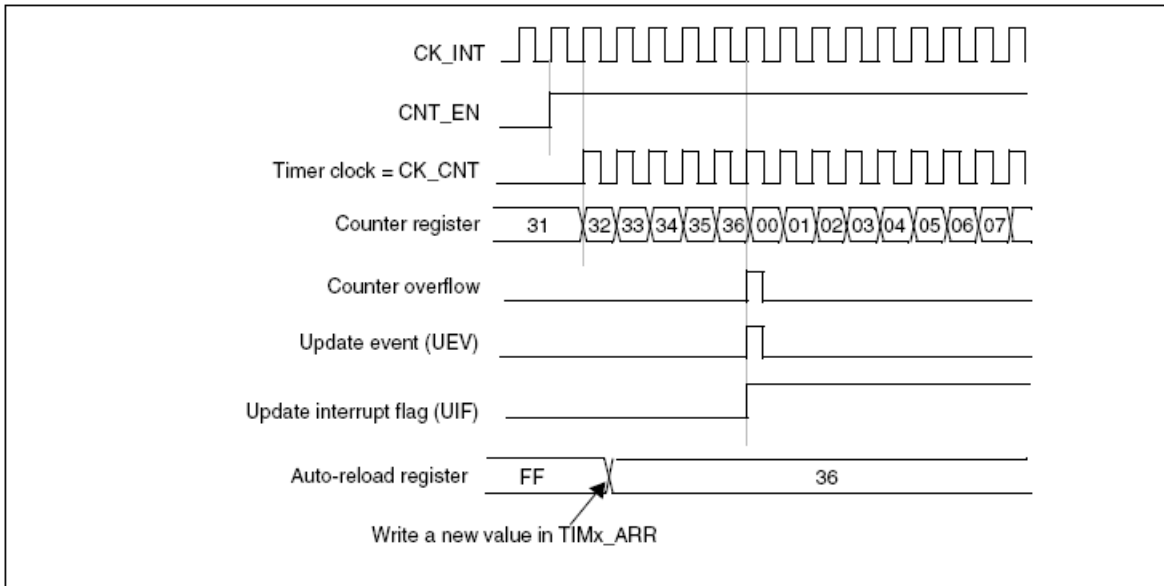 CK_INT
CNT_EN
Timer clock = CK_CNT
Counter register 31 32 33 34 35 36 00 01 02 03 04 05 06 07
Counter overflow
Update event (UEV)
Update interrupt flag (UIF)
Auto-reload register FF 36
Write a new value in TIMx_ARR